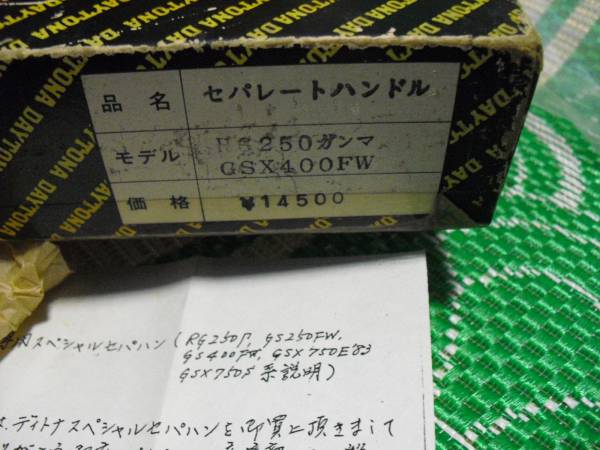 DAYTONA DAYTONA DAYTONA
品名 セパレートハンドル
モデル RG250ガンマ
GSX400FW
価格 ¥14500
スペシャルセパハン(RG250Γ, GS250FW,
GS400FW, GSX750E'83
GSX750S 系説明)
デイトナスペシャルセパハンを御買上頂きまして